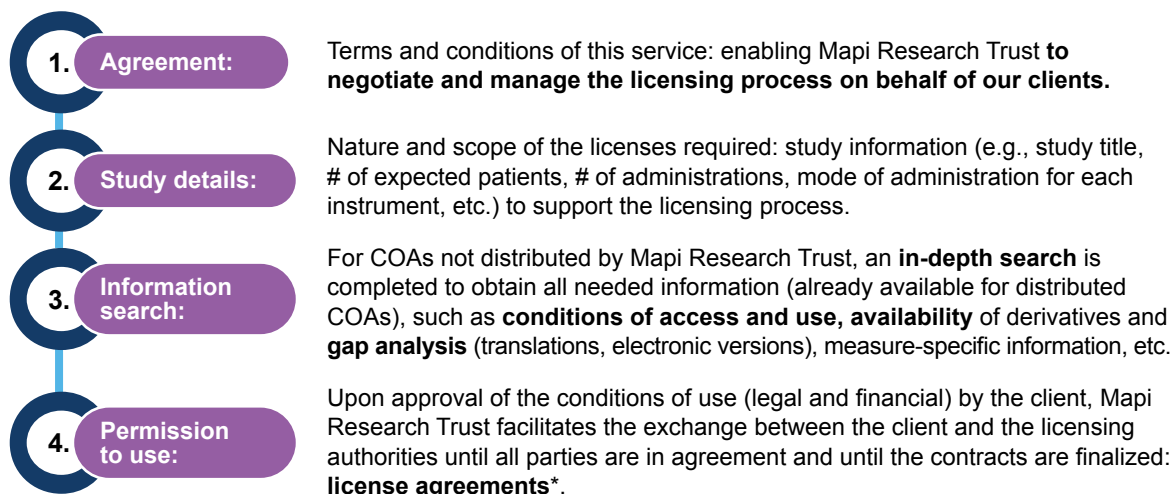 1. Agreement:
Terms and conditions of this service: enabling Mapi Research Trust to
negotiate and manage the licensing process on behalf of our clients.
2. Study details:
Nature and scope of the licenses required: study information (e.g., study title,
# of expected patients, # of administrations, mode of administration for each
instrument, etc.) to support the licensing process.
3. Information
search:
For COAs not distributed by Mapi Research Trust, an in-depth search is
completed to obtain all needed information (already available for distributed
COAs), such as conditions of access and use, availability of derivatives and
gap analysis (translations, electronic versions), measure-specific information, etc.
4. Permission
to use:
Upon approval of the conditions of use (legal and financial) by the client, Mapi
Research Trust facilitates the exchange between the client and the licensing
authorities until all parties are in agreement and until the contracts are finalized:
license agreements*.